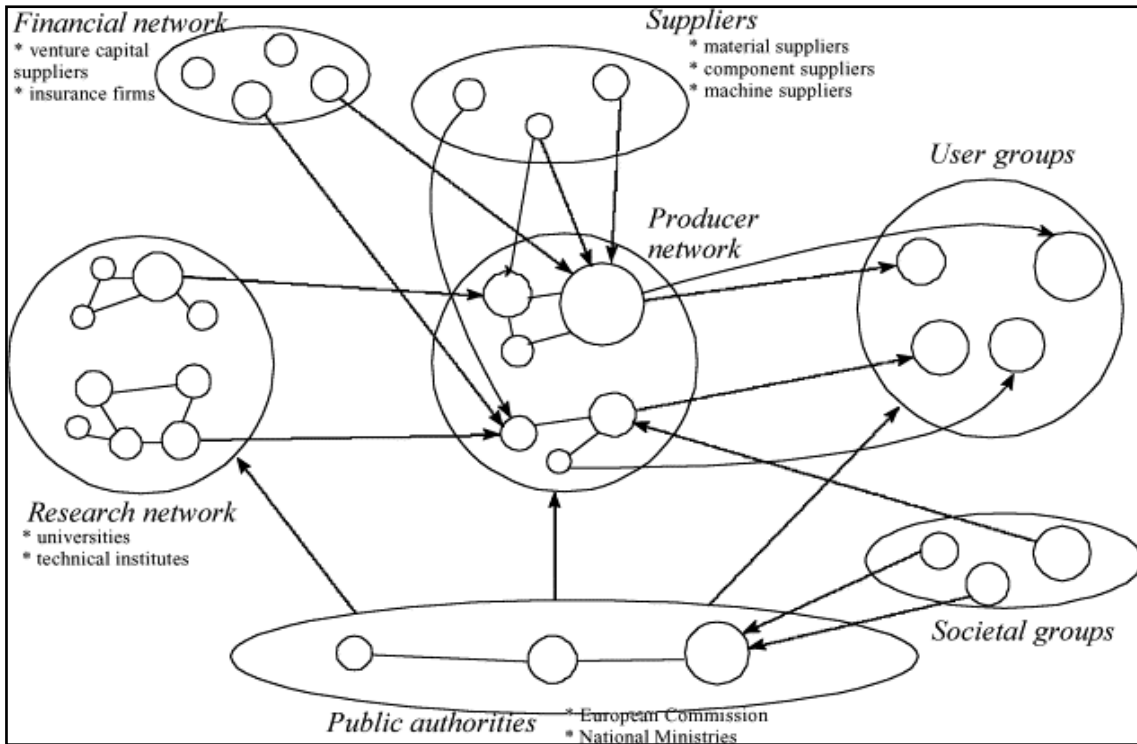 Financial network
* venture capital
suppliers
* insurance firms
Suppliers
* material suppliers
* component suppliers
* machine suppliers
User groups
Producer
network
Research network
* universities
* technical institutes
Societal groups
Public authorities
* European Commission
* National Ministries